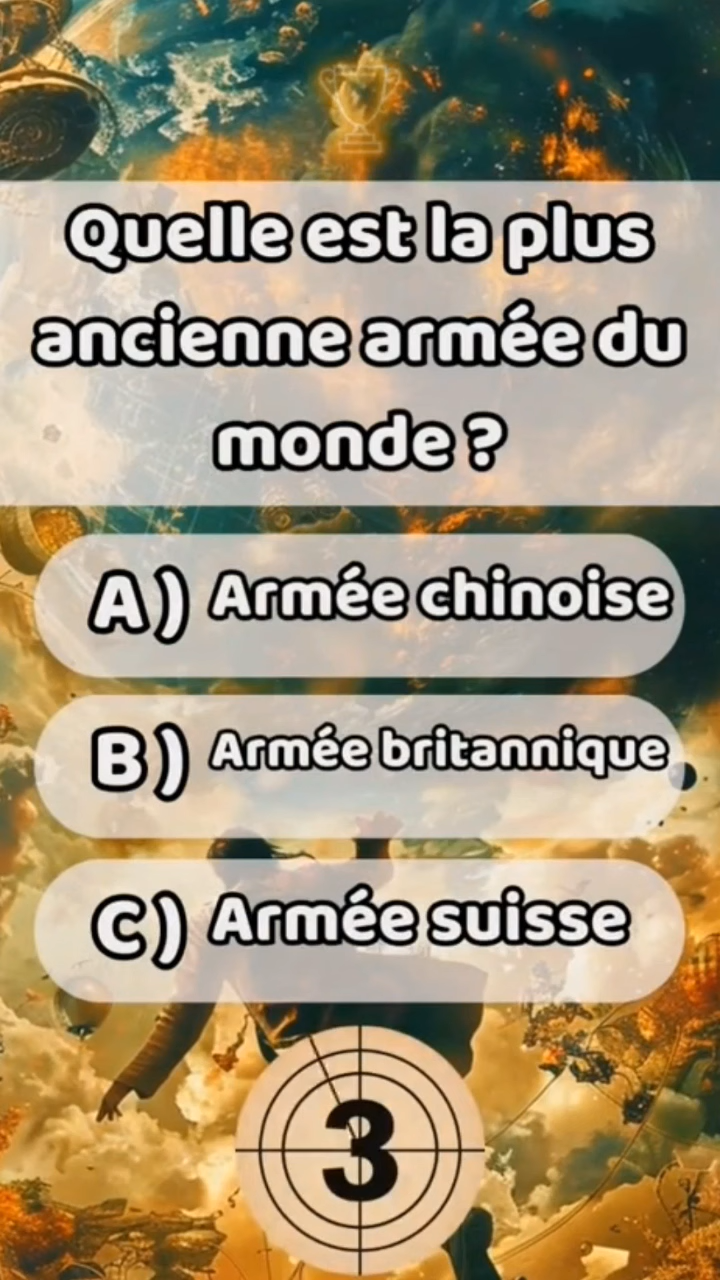 Quelle est la plus
ancienne armée du
monde ?
A) Armée chinoise
B) Armée britannique
C) Armée suisse
3